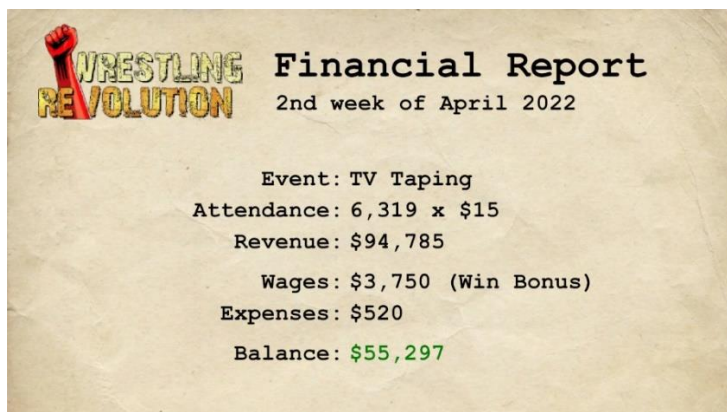 WRESTLING
REVOLUTION
Financial Report
2nd week of April 2022
Event: TV Taping
Attendance: 6,319 x $15
Revenue: $94,785
Wages: $3,750 (Win Bonus)
Expenses: $520
Balance: $55,297